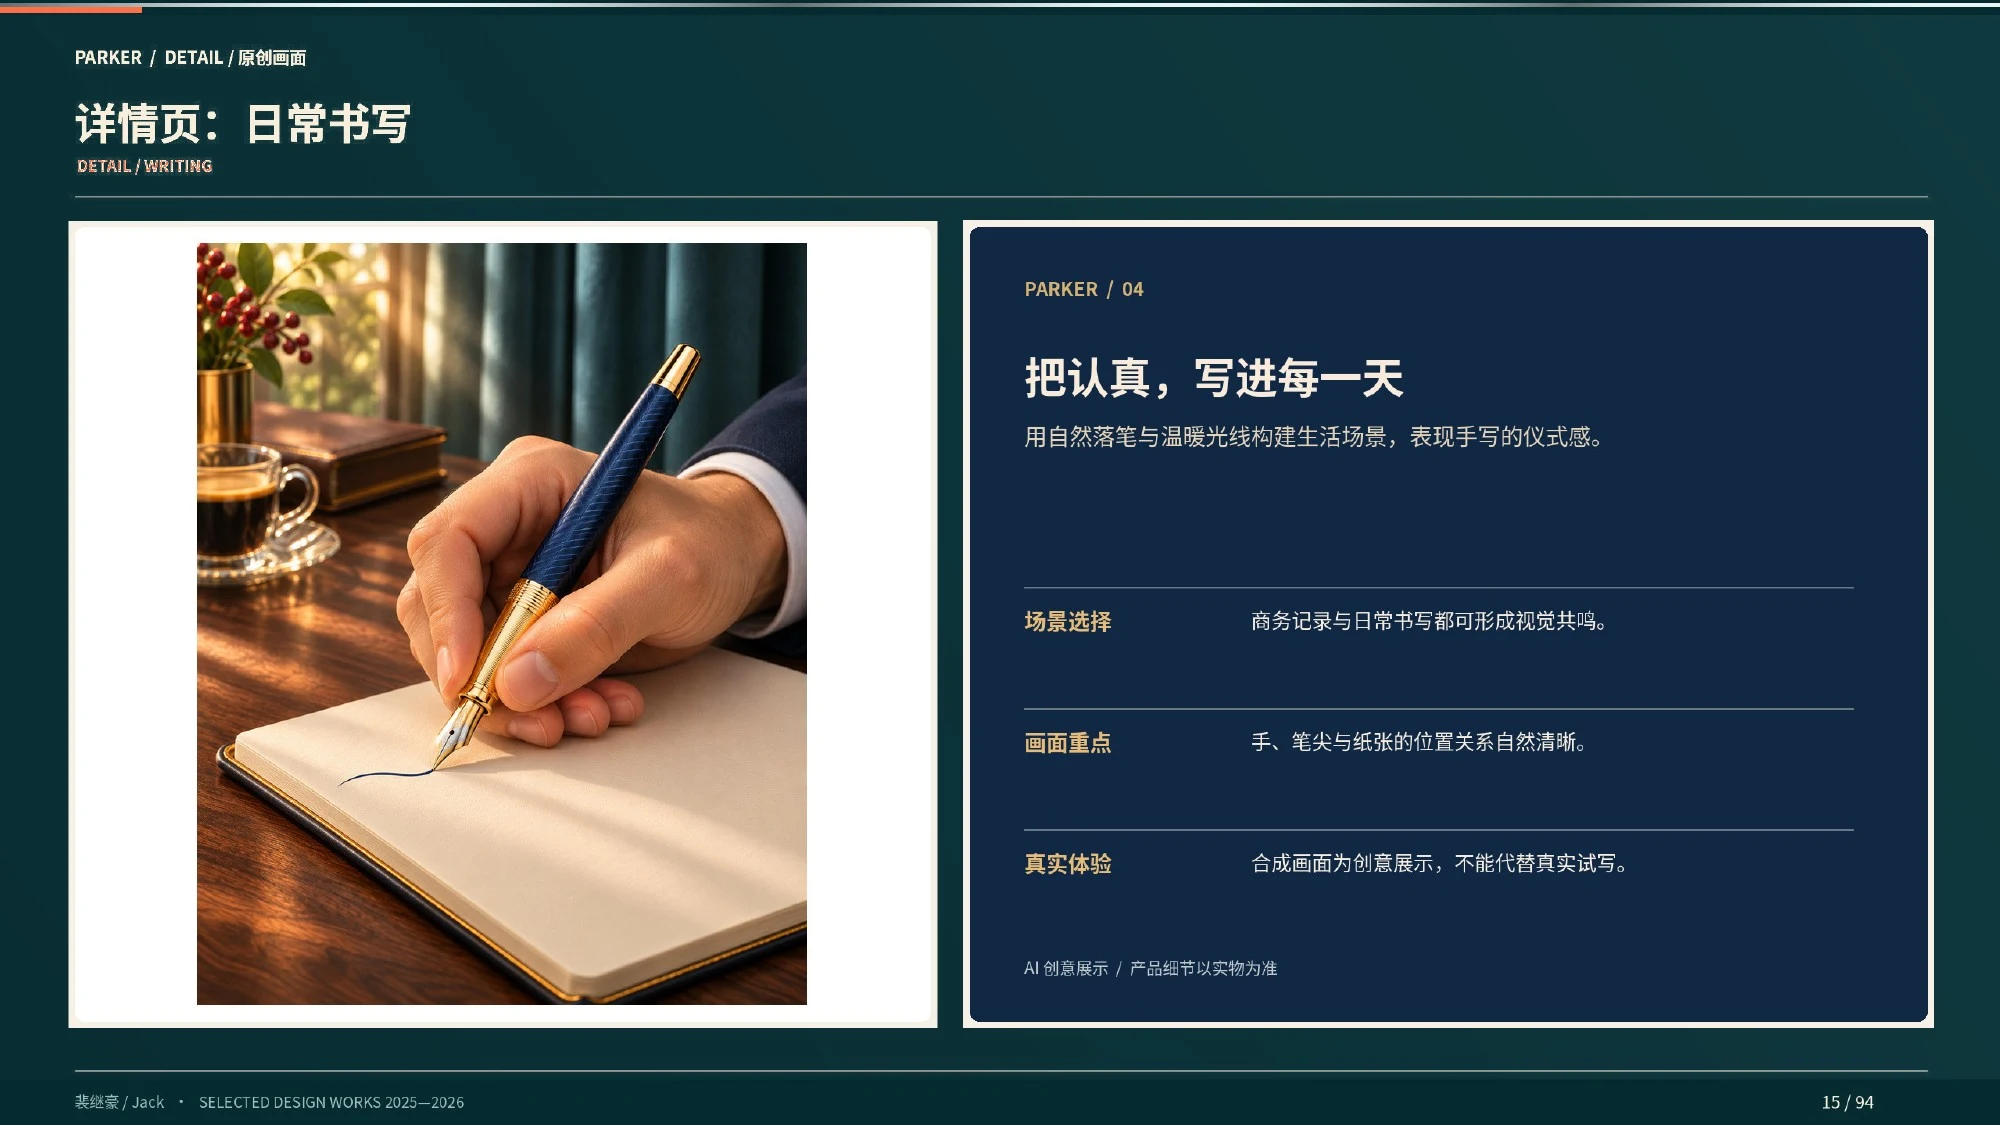 PARKER / DETAIL / 原创画面
详情页：日常书写
DETAIL / WRITING
PARKER / 04
把认真，写进每一天
用自然落笔与温暖光线构建生活场景，表现手写的仪式感。
场景选择 商务记录与日常书写都可形成视觉共鸣。
画面重点 手、笔尖与纸张的位置关系自然清晰。
真实体验 合成画面为创意展示，不能代替真实试写。
AI 创意展示 / 产品细节以实物为准
裴继豪 / Jack · SELECTED DESIGN WORKS 2025—2026
15 / 94